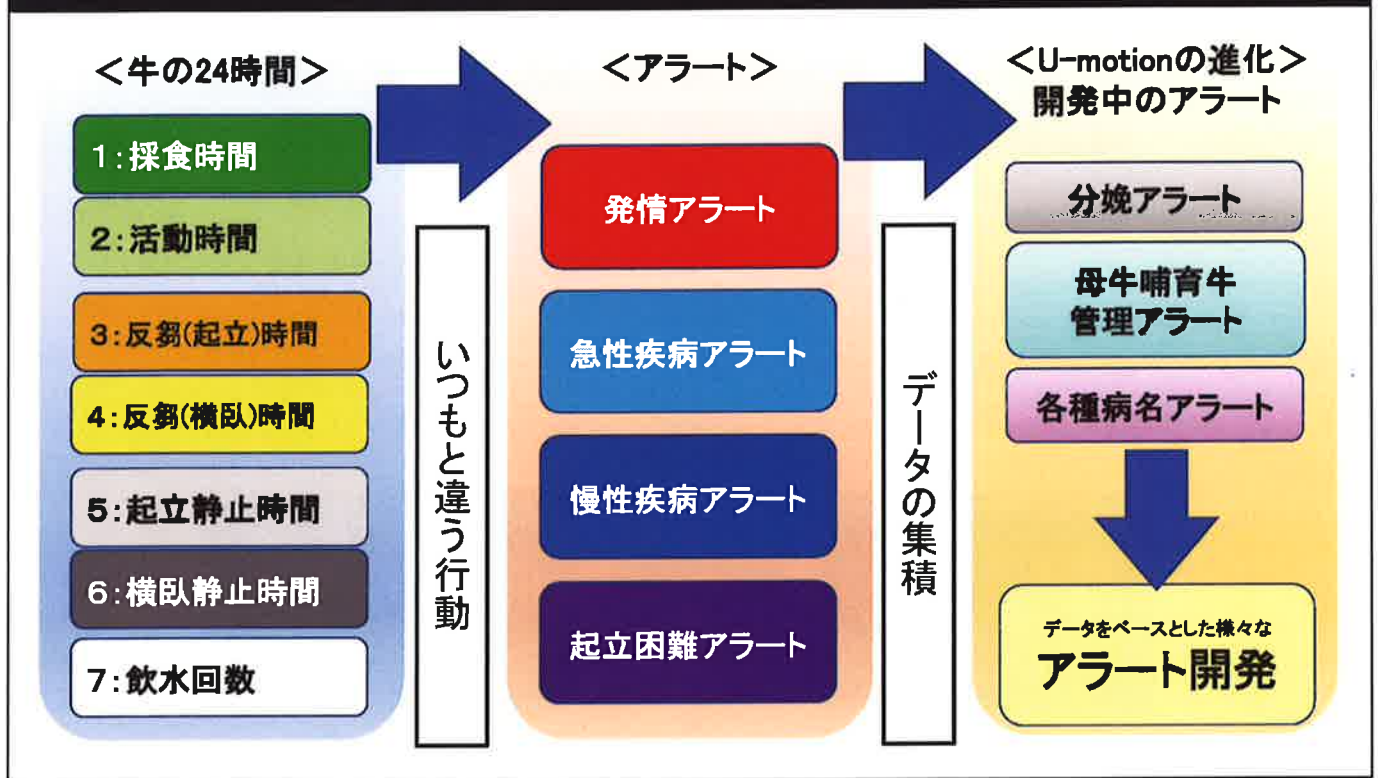 ＜牛の24時間＞
1:採食時間
2:活動時間
3:反芻(起立)時間
4:反芻(横臥)時間
5:起立静止時間
6:横臥静止時間
7:飲水回数
いつもと違う行動
＜アラート＞
発情アラート
急性疾病アラート
慢性疾病アラート
起立困難アラート
データの集積
＜U-motionの進化＞
開発中のアラート
分娩アラート
母牛哺育牛
管理アラート
各種病名アラート
データをベースとした様々な
アラート開発